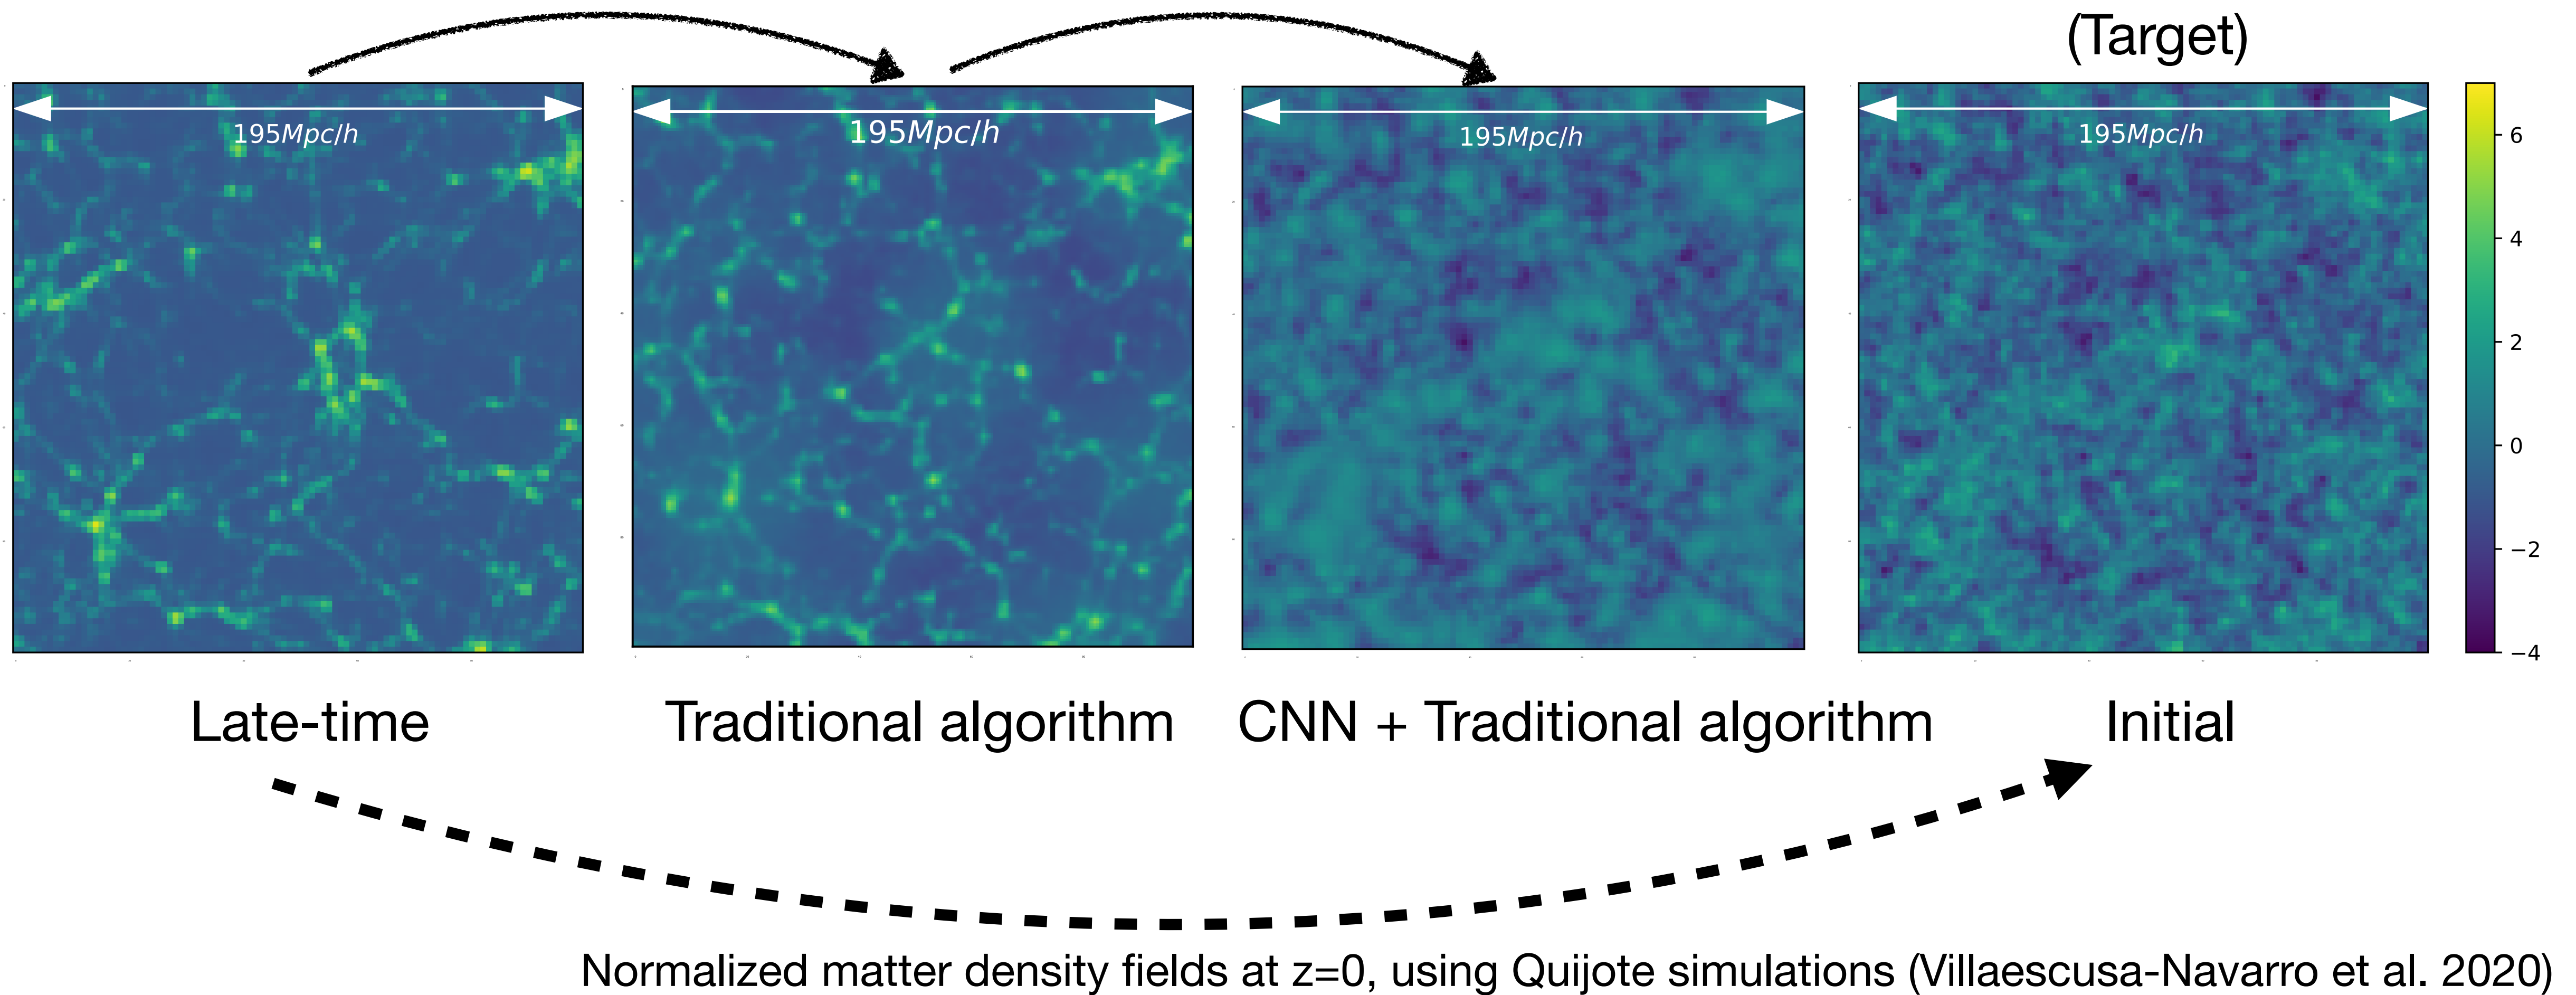 (Target)
195Mpc/h
195Mpc/h
195Mpc/h
195Mpc/h
6
4
2
0
−2
−4
Late-time
Traditional algorithm
CNN + Traditional algorithm
Initial
Normalized matter density fields at z=0, using Quijote simulations (Villaescusa-Navarro et al. 2020)